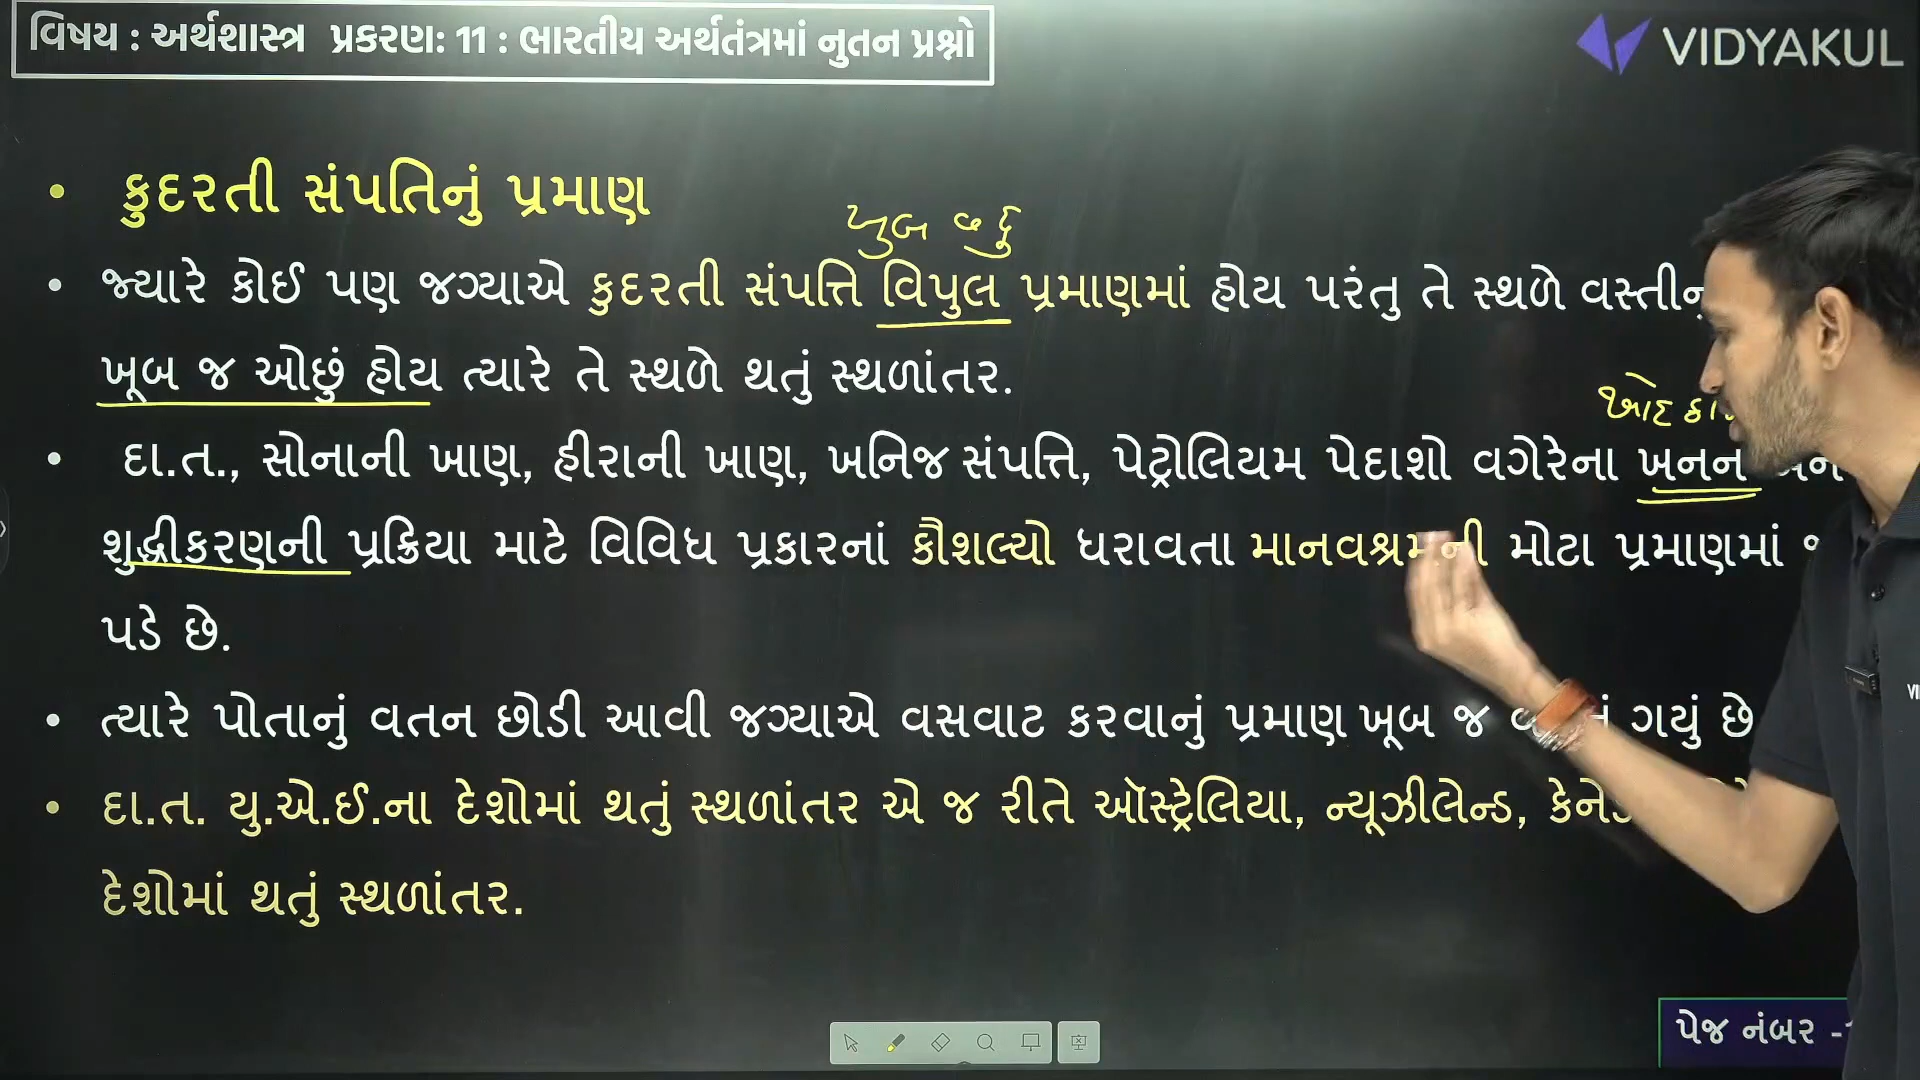 વિષય : અર્થશાસ્ત્ર પ્રકરણ: 11 : ભારતીય અર્થતંત્રમાં નુતન પ્રશ્નો
VIDYAKUL
• કુદરતી સંપતિનું પ્રમાણ
ખુબ વધુ
• જ્યારે કોઈ પણ જગ્યાએ કુદરતી સંપત્તિ વિપુલ પ્રમાણમાં હોય પરંતુ તે સ્થળે
ખૂબ જ ઓછું હોય ત્યારે તે સ્થળે થતું સ્થળાંતર.
• દા.ત., સોનાની ખાણ, હીરાની ખાણ, ખનિજ સંપત્તિ, પેટ્રોલિયમ પેદાશો વગેરેના ખનન
શુદ્ધીકરણની પ્રક્રિયા માટે વિવિધ પ્રકારનાં કૌશલ્યો ધરાવતા માનવશ્રમની મોટા પ્રમાણમાં
પડે છે.
• ત્યારે પોતાનું વતન છોડી આવી જગ્યાએ વસવાટ કરવાનું પ્રમાણ ખૂબ જ ગયું છે
• દા.ત. યુ.એ.ઈ.ના દેશોમાં થતું સ્થળાંતર એ જ રીતે ઑસ્ટ્રેલિયા, ન્યૂઝીલેન્ડ,
દેશોમાં થતું સ્થળાંતર.
પેજ નંબર -